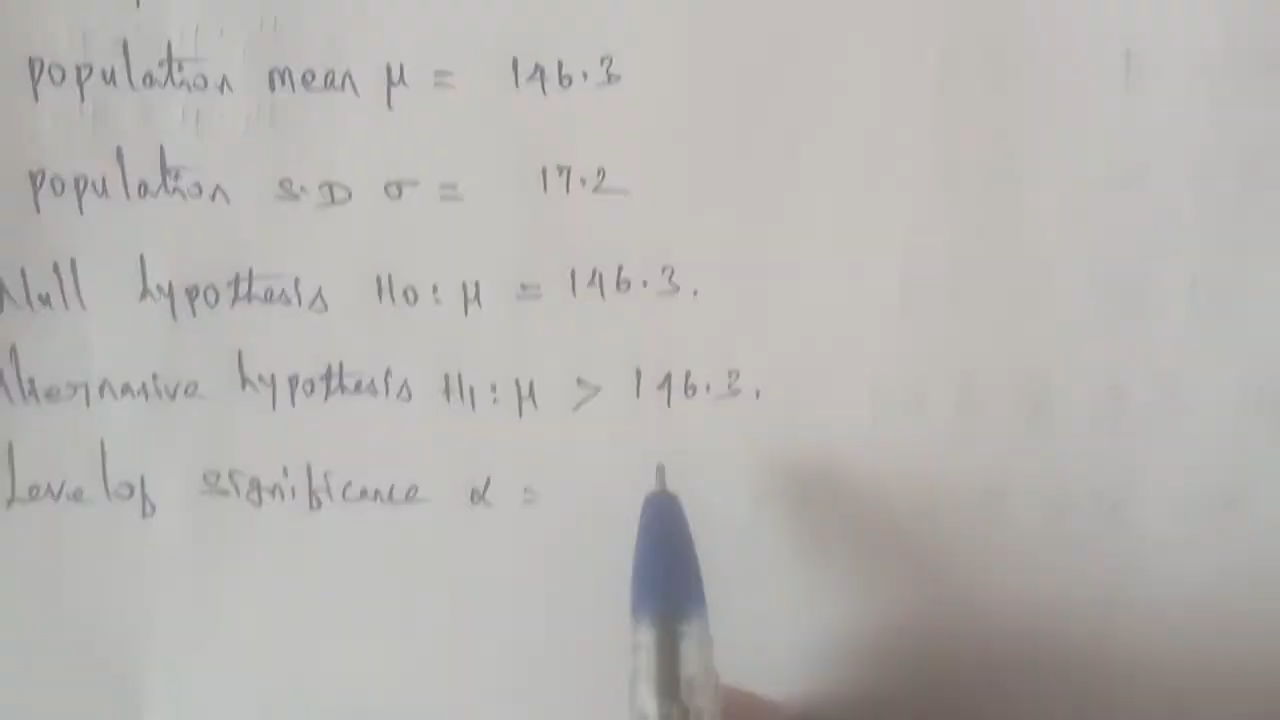 population mean μ = 146.3
population S.D σ = 17.2
Null hypothesis H0 : μ = 146.3.
Alternative hypothesis H1 : μ > 146.3.
Level of significance α =